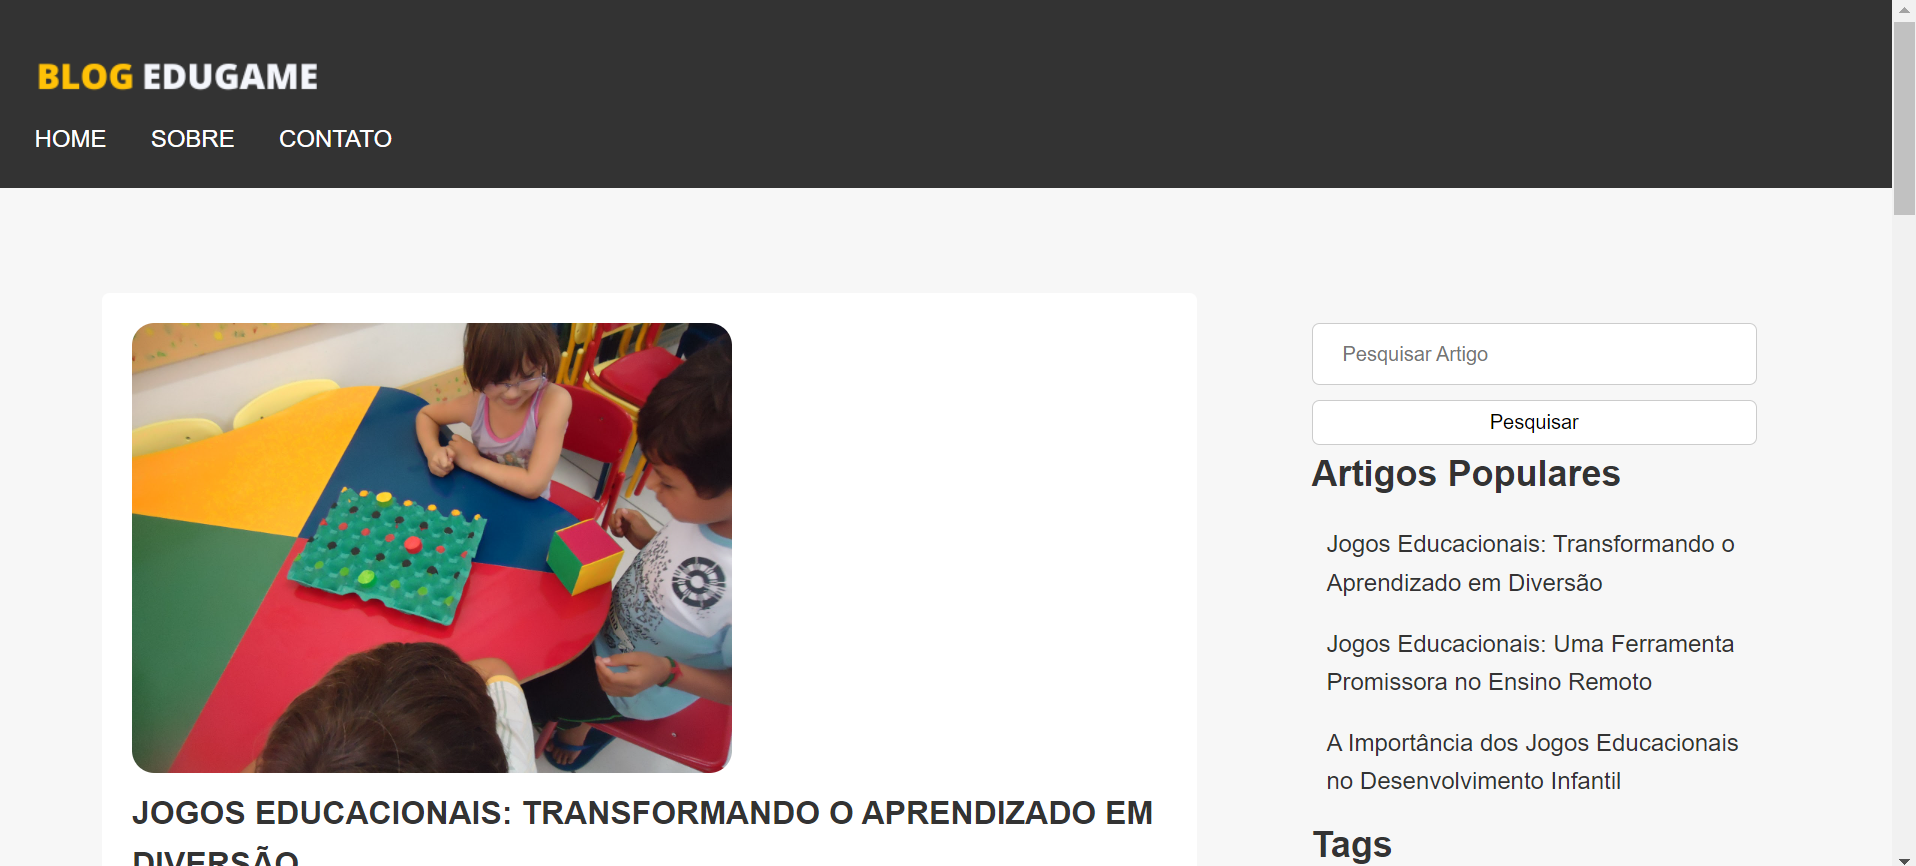 BLOG EDUGAME
HOME SOBRE CONTATO
JOGOS EDUCACIONAIS: TRANSFORMANDO O APRENDIZADO EM
DIVERSÃO
Pesquisar Artigo
Pesquisar
Artigos Populares
Jogos Educacionais: Transformando o
Aprendizado em Diversão
Jogos Educacionais: Uma Ferramenta
Promissora no Ensino Remoto
A Importância dos Jogos Educacionais
no Desenvolvimento Infantil
Tags